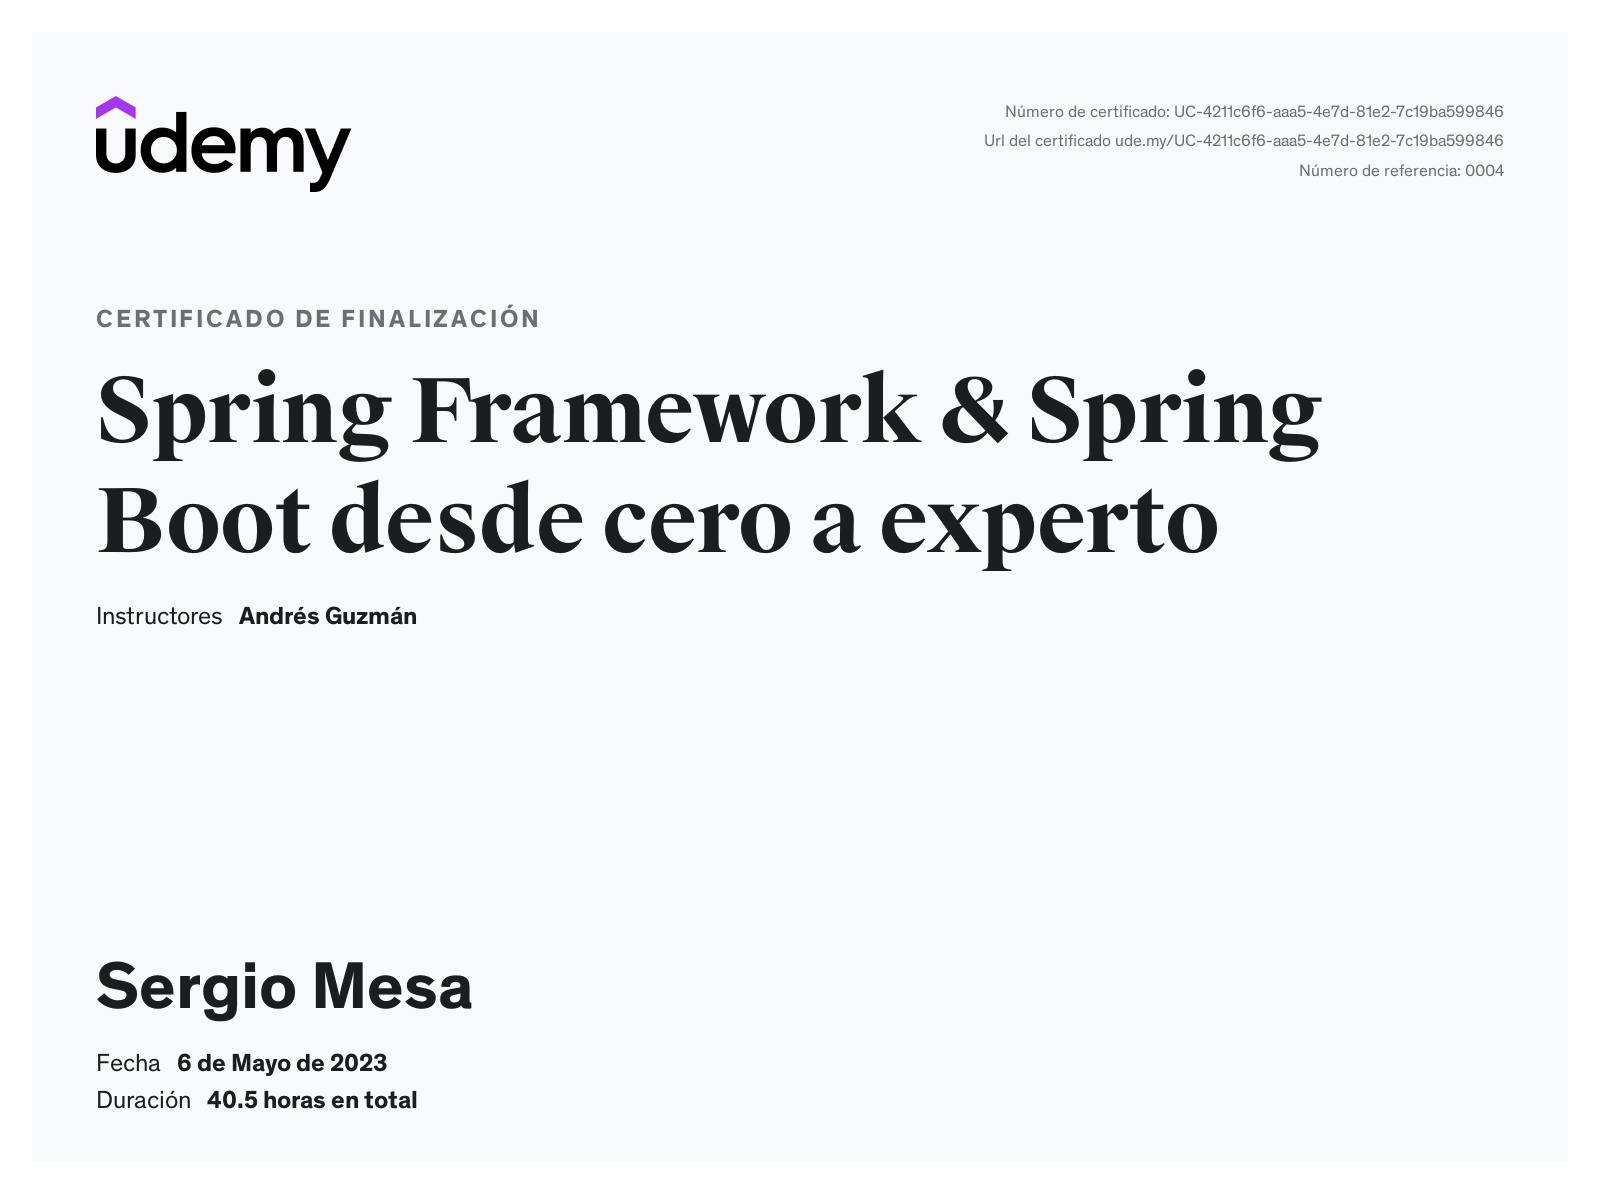 udemy
Número de certificado: UC-4211c6f6-aaa5-4e7d-81e2-7c19ba599846
Url del certificado ude.my/UC-4211c6f6-aaa5-4e7d-81e2-7c19ba599846
Número de referencia: 0004
CERTIFICADO DE FINALIZACIÓN
Spring Framework & Spring
Boot desde cero a experto
Instructores Andrés Guzmán
Sergio Mesa
Fecha 6 de Mayo de 2023
Duración 40.5 horas en total